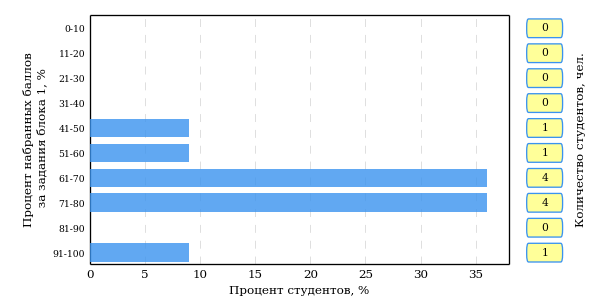 Процент набранных баллов
за задания блока 1, %
0-10 0
11-20 0
21-30 0
31-40 0
41-50 1
51-60 1
61-70 4
71-80 4
81-90 0
91-100 1
0 5 10 15 20 25 30 35
Процент студентов, %
Количество студентов, чел.